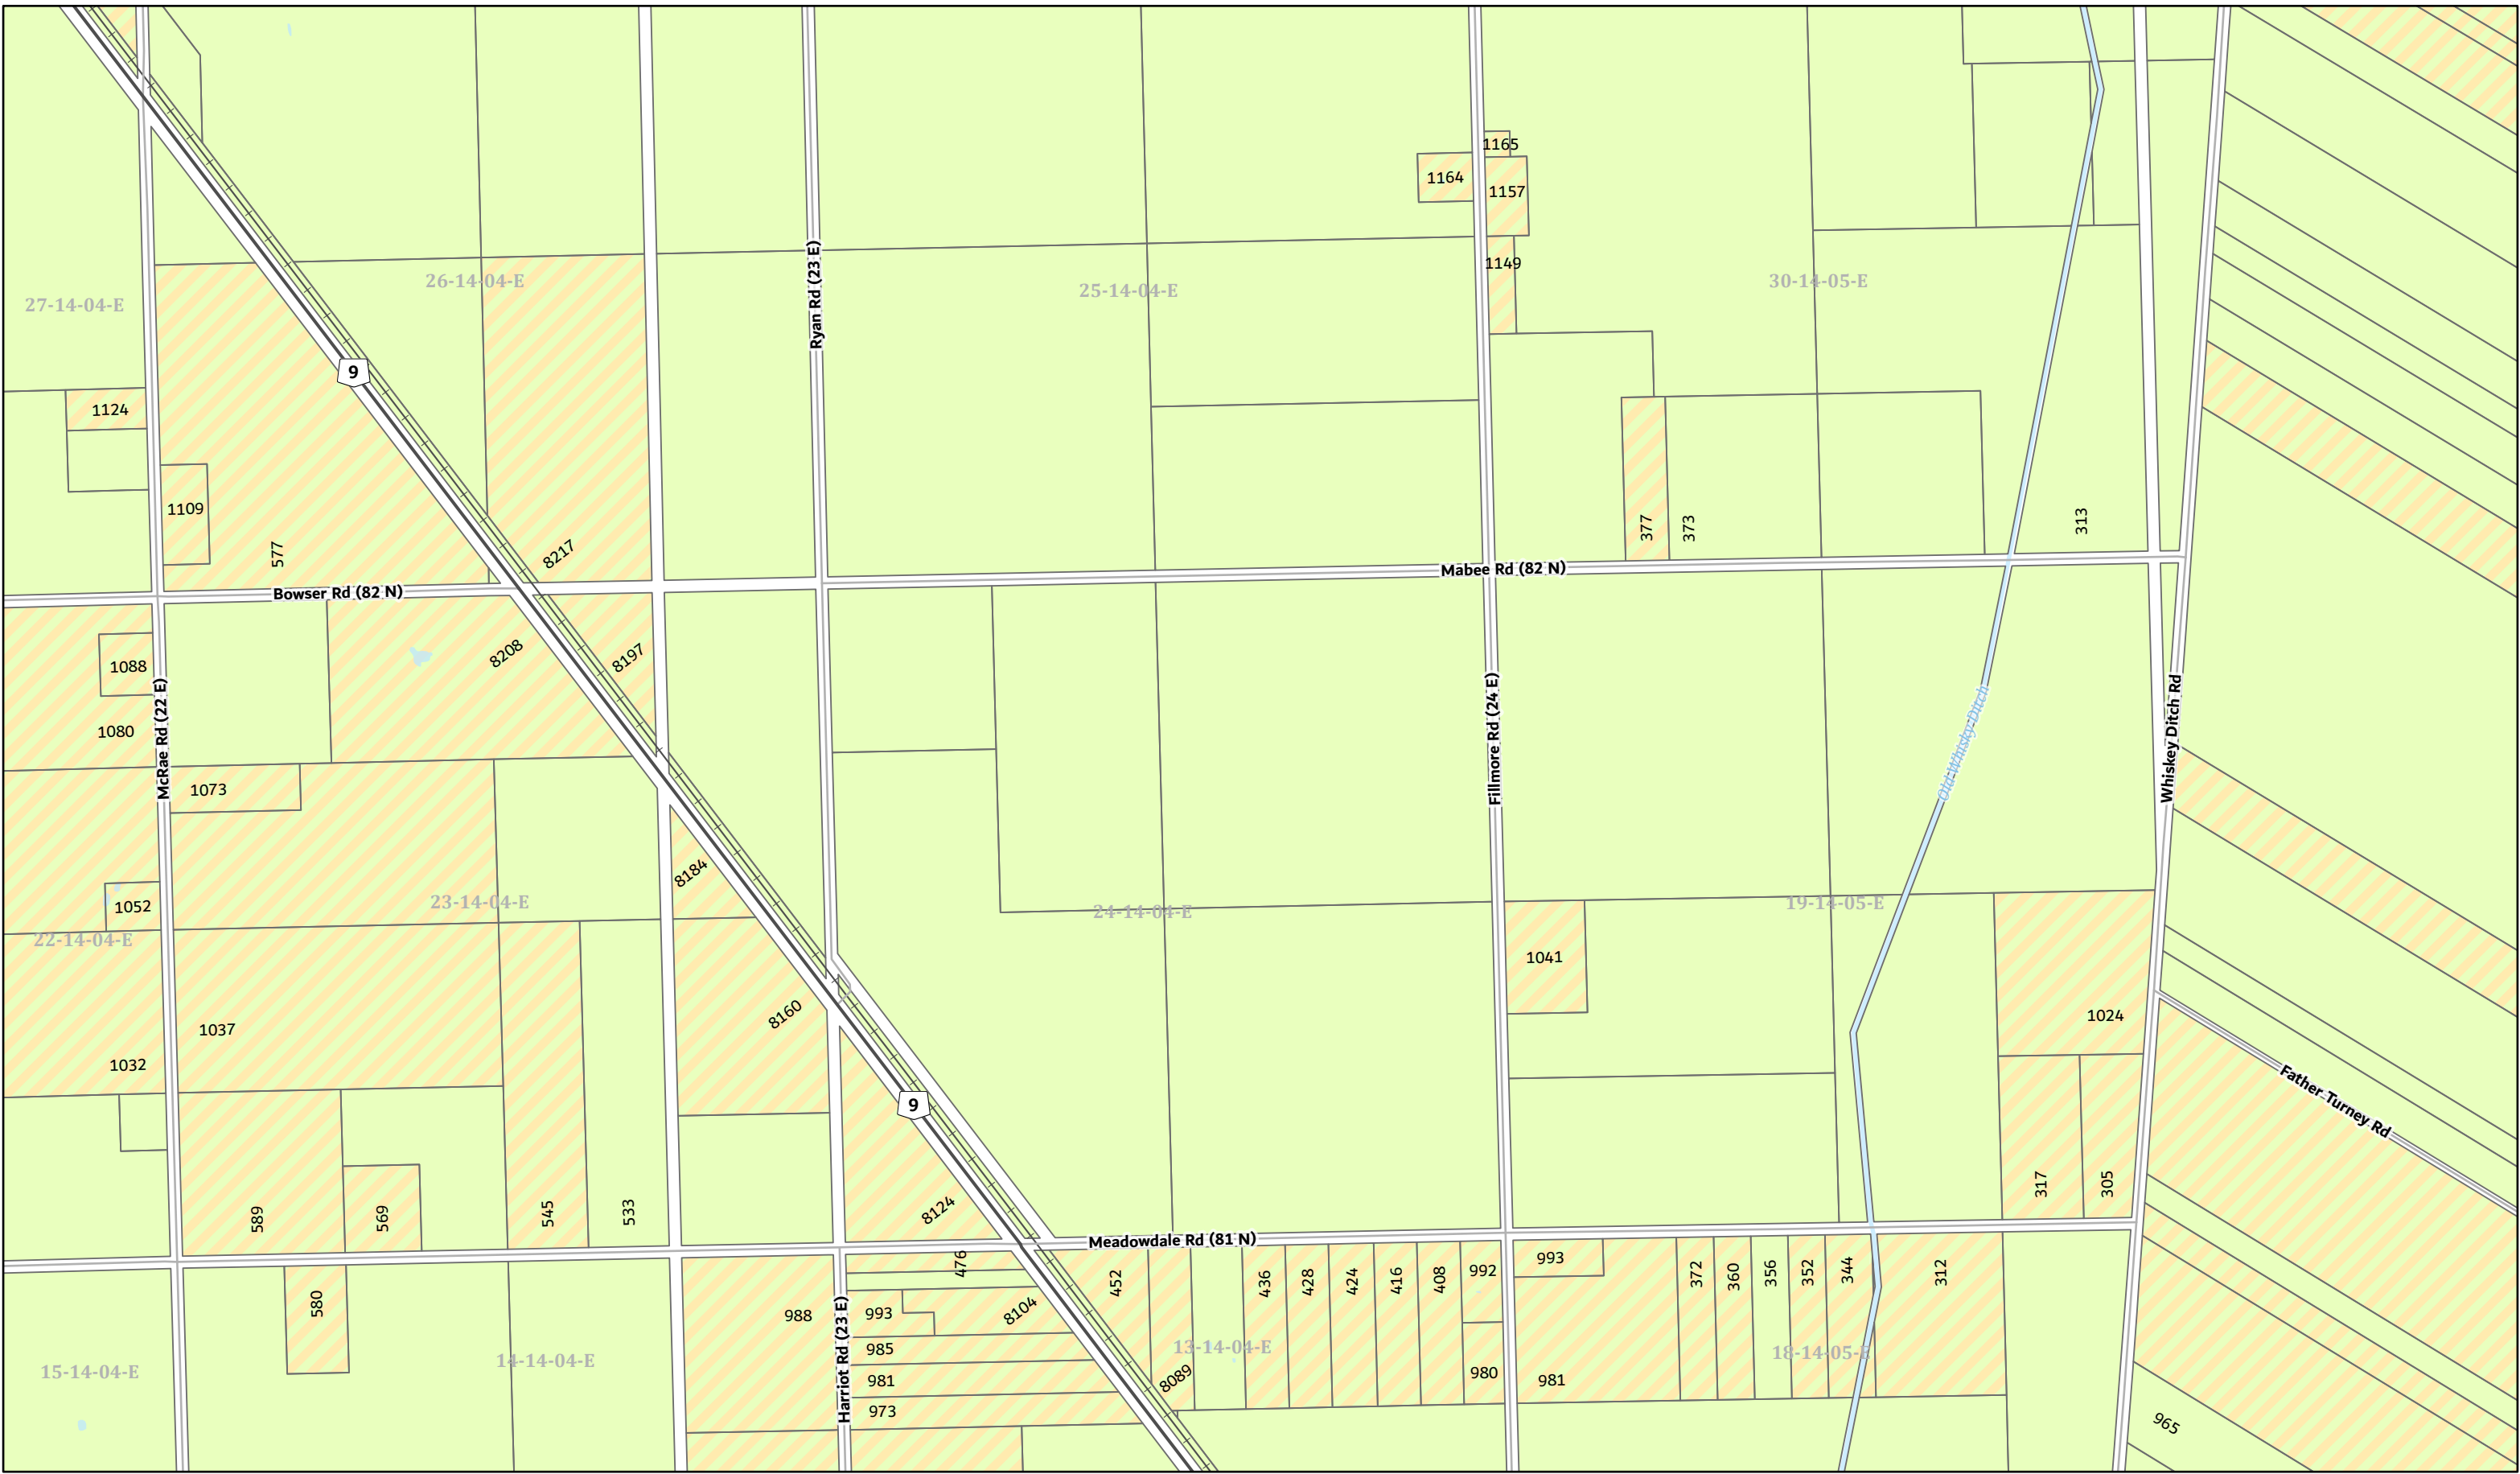 1165
1164
1157
Ryan Rd (23 E)
1149
26-14-04-E
25-14-04-E
30-14-05-E
27-14-04-E
9
1124
1109
577
8217
377
373
313
Mabee Rd (82 N)
Bowser Rd (82 N)
1088
8208
8197
1080
McRae Rd (22 E)
Fillmore Rd (24 E)
Whiskey Ditch Rd
Old Whisky Ditch
1073
8184
1052
23-14-04-E
24-14-04-E
19-14-05-E
22-14-04-E
1041
8160
1037
1024
1032
9
Father Turney Rd
589
569
545
533
8124
317
305
Meadowdale Rd (81 N)
476
452
436
428
424
416
408
992
993
372
360
356
352
344
312
580
988
993
8104
Harriot Rd (23 E)
985
13-14-04-E
18-14-05-E
14-14-04-E
15-14-04-E
981
8089
980
981
973
965